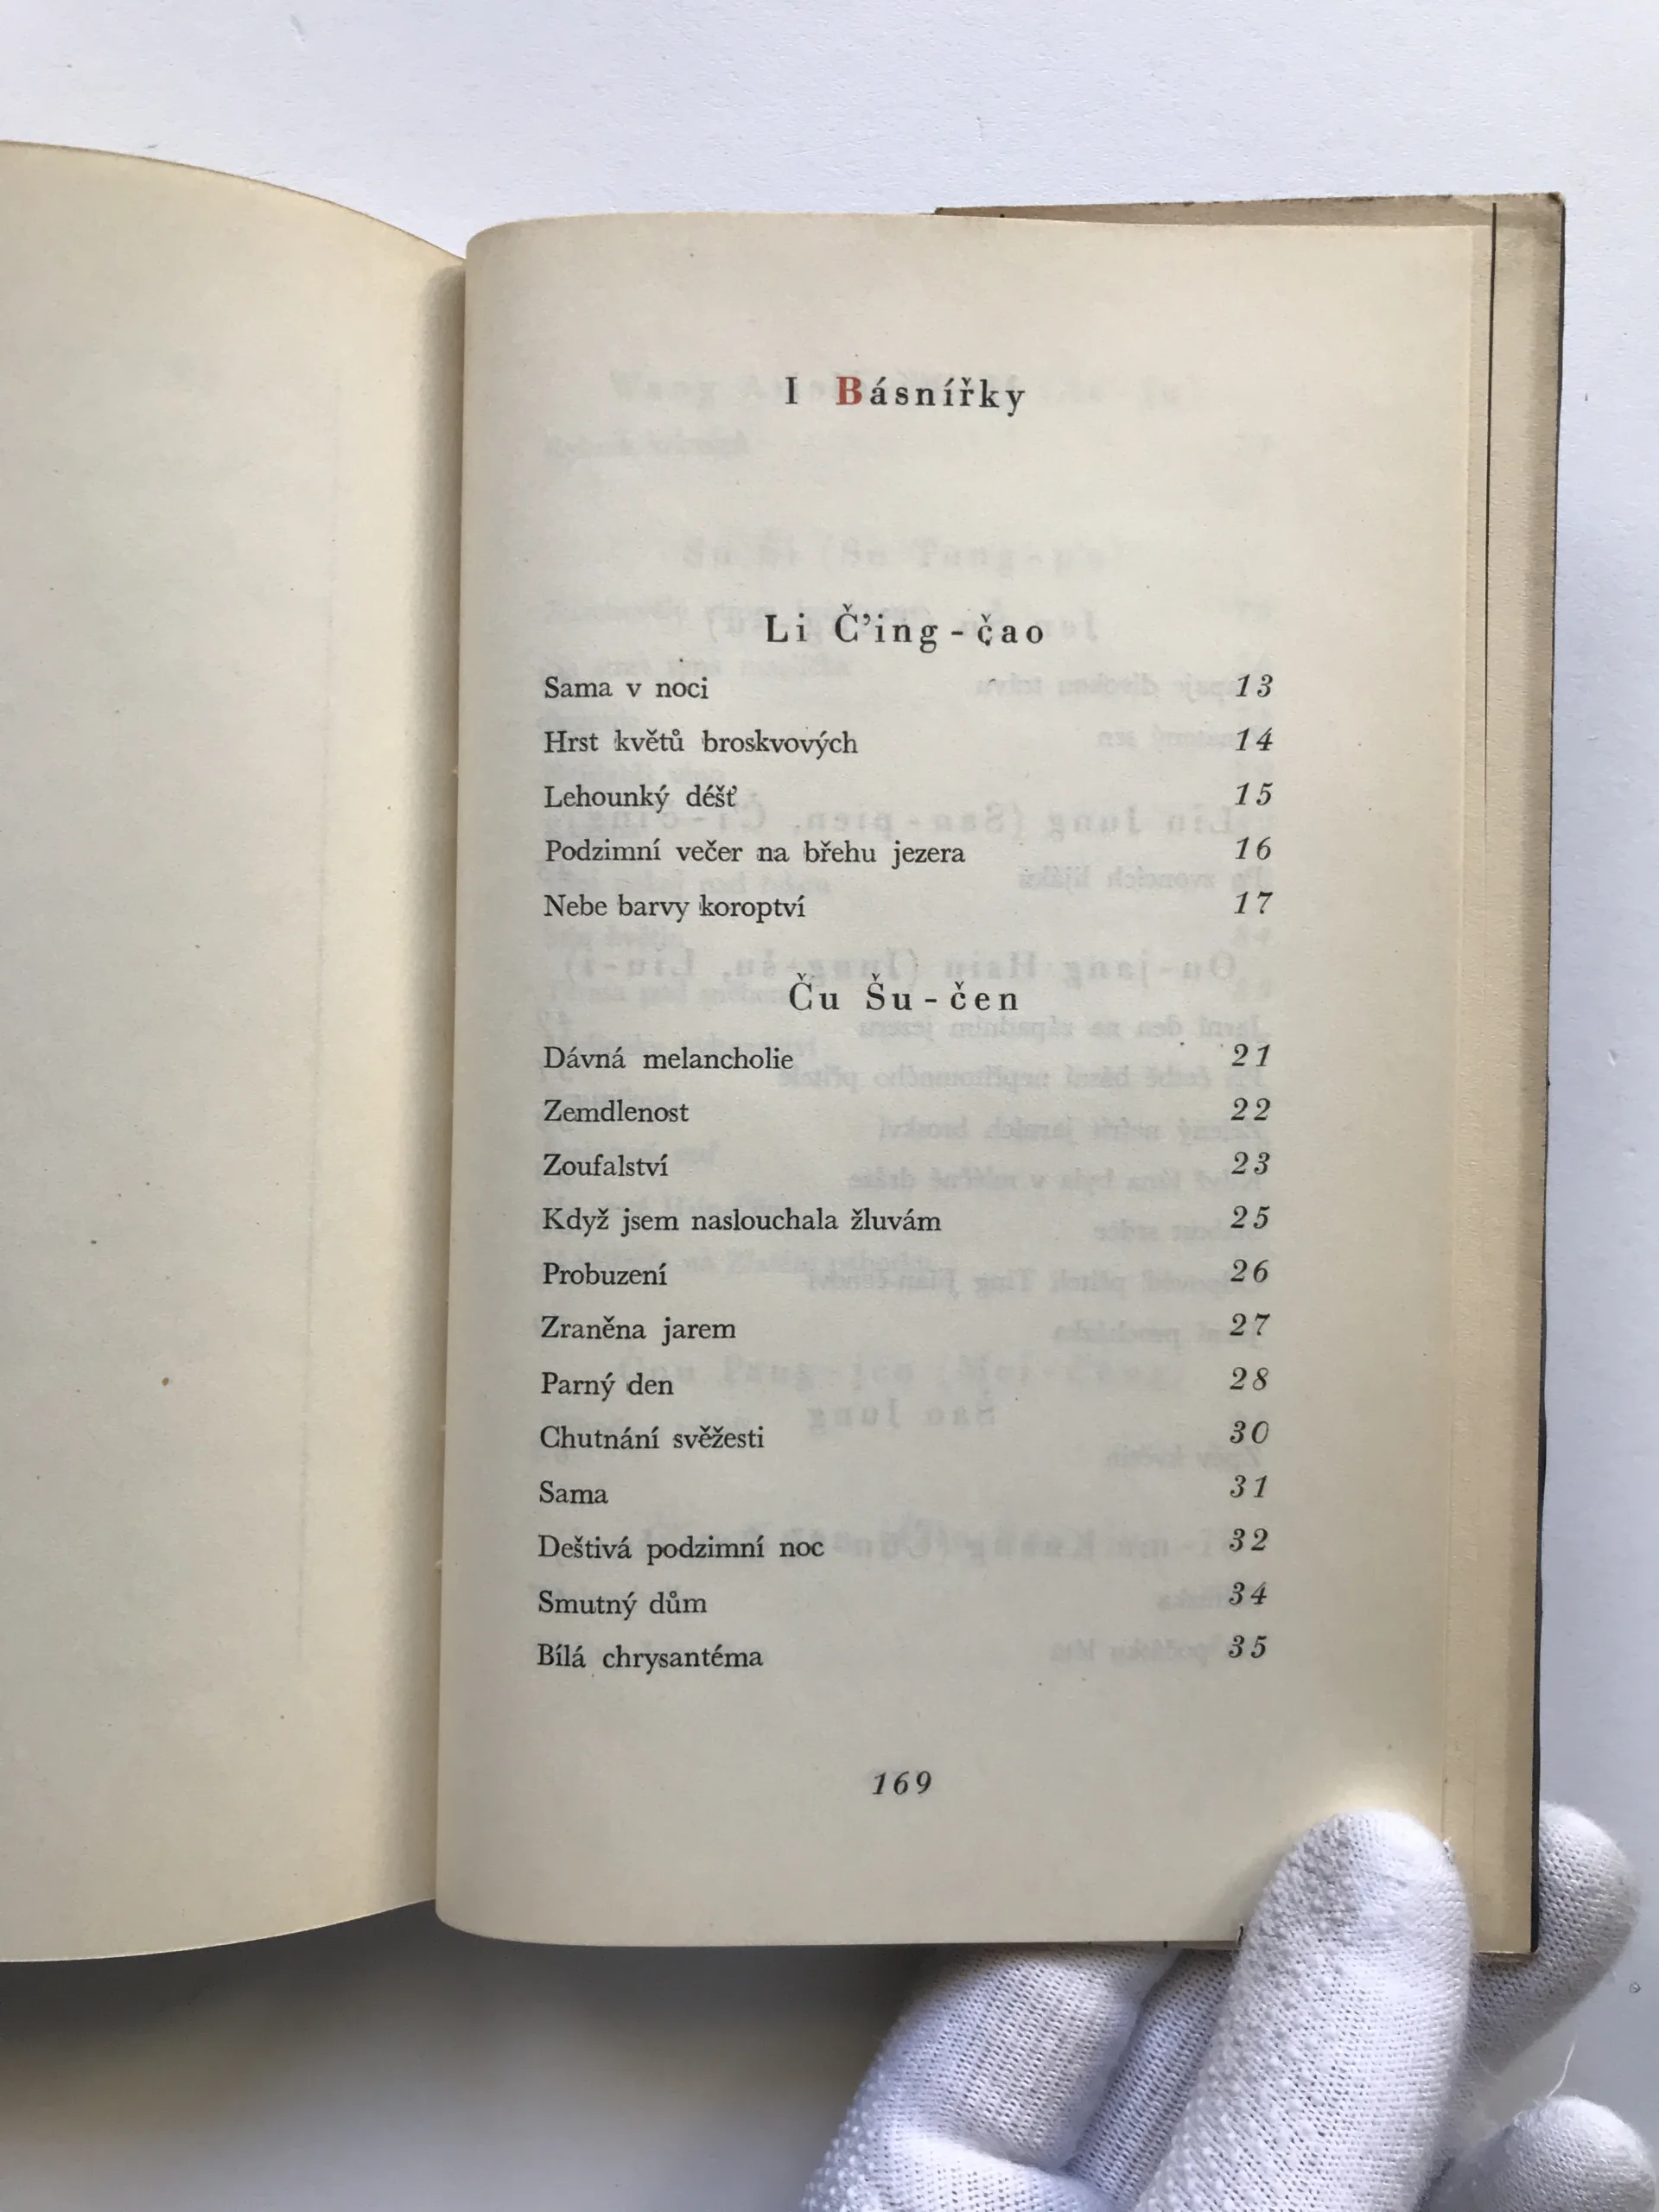 I Básnířky
Li Č’ing-čao
Sama v noci 13
Hrst květů broskvových 14
Lehounký déšť 15
Podzimní večer na břehu jezera 16
Nebe barvy koroptví 17
Ču Šu-čen
Dávná melancholie 21
Zemdlenost 22
Zoufalství 23
Když jsem naslouchala žluvám 25
Probuzení 26
Zraněna jarem 27
Parný den 28
Chutnání svěžesti 30
Sama 31
Deštivá podzimní noc 32
Smutný dům 34
Bílá chrysantéma 35
169